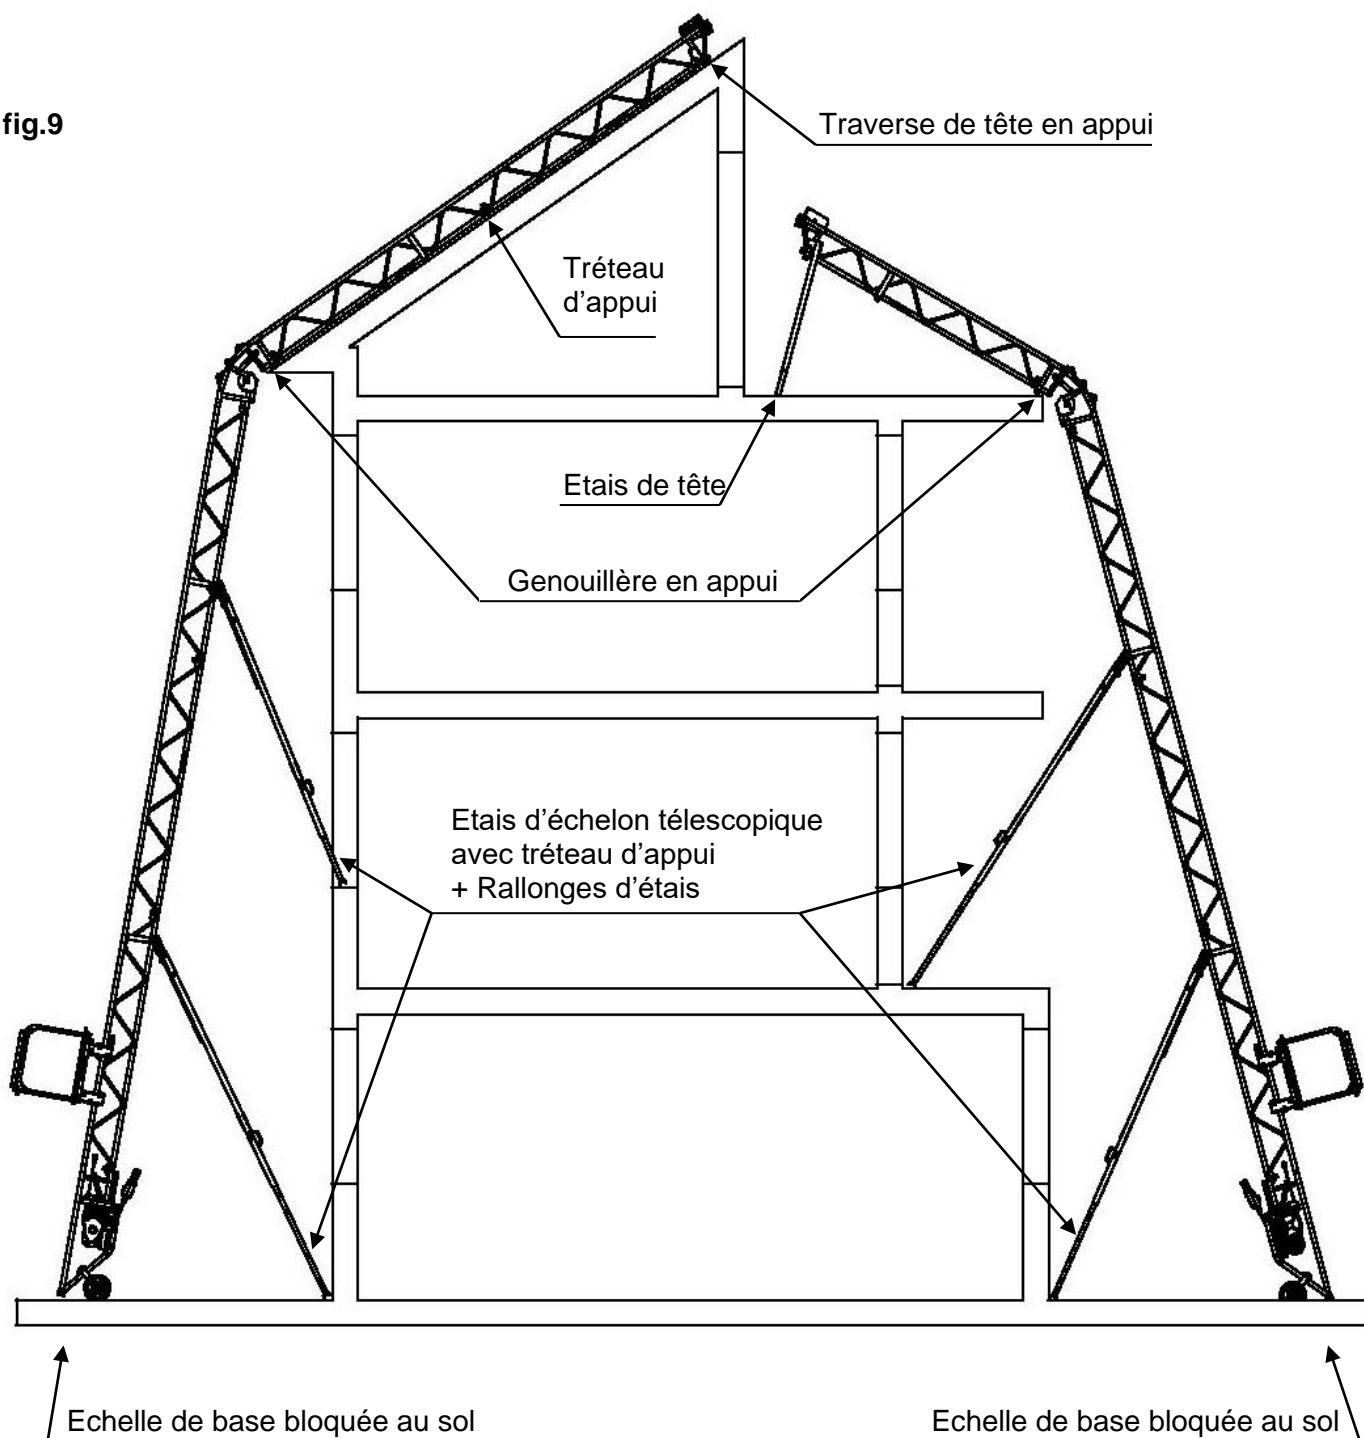 fig.9
Traverse de tête en appui
Tréteau
d’appui
Etais de tête
Genouillère en appui
Etais d’échelon télescopique
avec tréteau d’appui
+ Rallonges d’étais
Echelle de base bloquée au sol
Echelle de base bloquée au sol